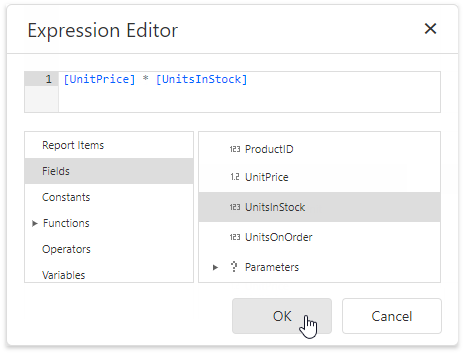 Expression Editor
1 [UnitPrice] * [UnitsInStock]
Report Items
Fields
Constants
Functions
Operators
Variables
123 ProductID
1.2 UnitPrice
123 UnitsInStock
123 UnitsOnOrder
? Parameters
OK
Cancel